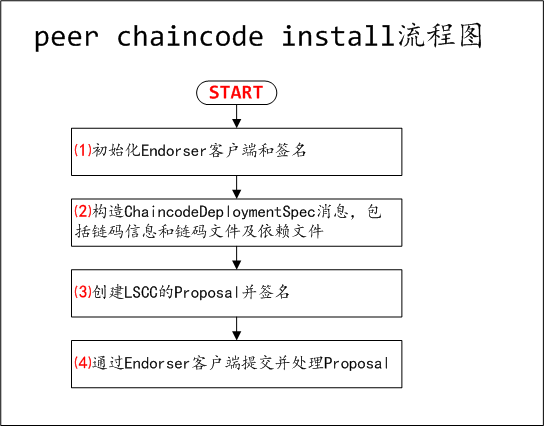 peer chaincode install流程图
START
(1)初始化Endorser客户端和签名
(2)构造ChaincodeDeploymentSpec消息，包
括链码信息和链码文件及依赖文件
(3)创建LSCC的Proposal并签名
(4)通过Endorser客户端提交并处理Proposal